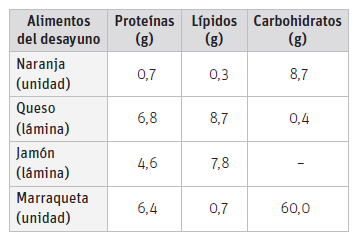 Alimentos del desayuno | Proteínas (g) | Lípidos (g) | Carbohidratos (g)
Naranja (unidad) | 0,7 | 0,3 | 8,7
Queso (lámina) | 6,8 | 8,7 | 0,4
Jamón (lámina) | 4,6 | 7,8 | –
Marraqueta (unidad) | 6,4 | 0,7 | 60,0